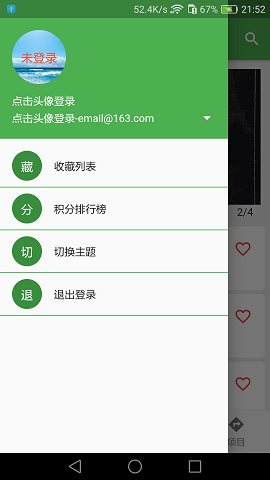 52.4K/s 67% 21:52
未登录
点击头像登录
点击头像登录-email@163.com
2/4
藏 收藏列表
分 积分排行榜
切 切换主题
退 退出登录
项目